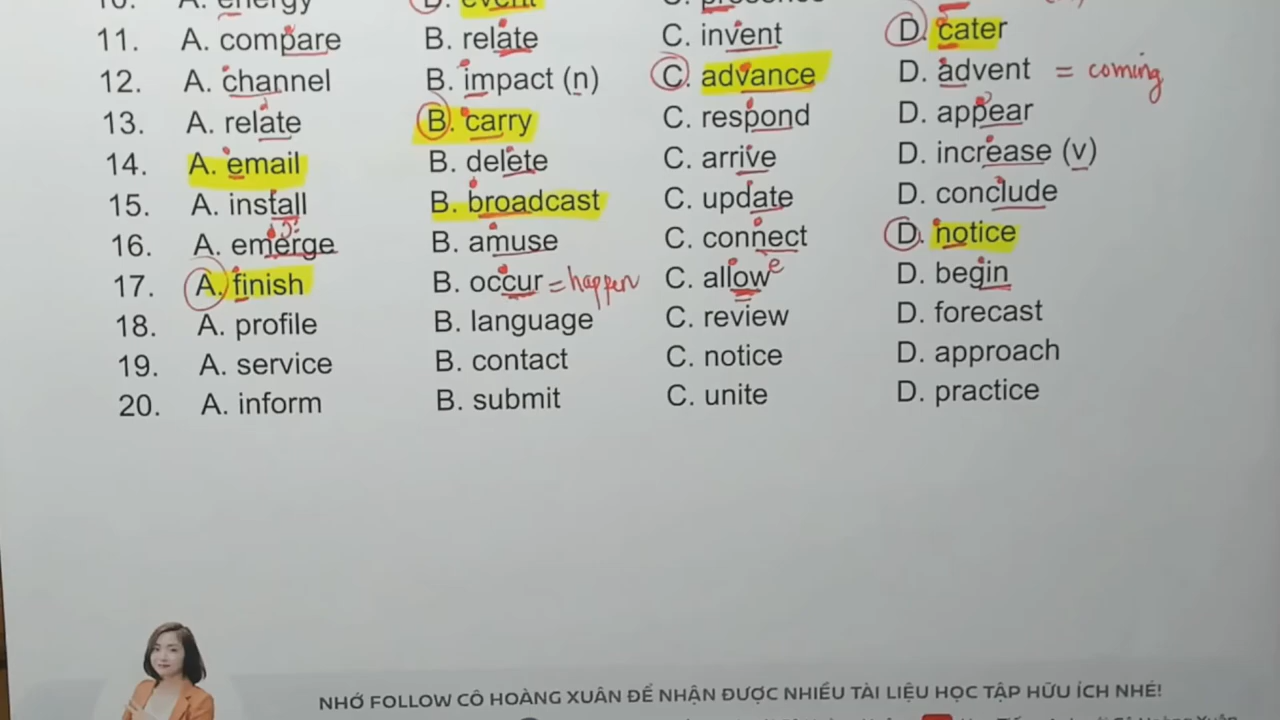 A. energy B. event
11. A. compare B. relate C. invent D. cater
12. A. channel B. impact (n) C. advance D. advent = coming
13. A. relate B. carry C. respond D. appear
14. A. email B. delete C. arrive D. increase (v)
15. A. install B. broadcast C. update D. conclude
16. A. emerge B. amuse C. connect D. notice
17. A. finish B. occur = happen C. allow D. begin
18. A. profile B. language C. review D. forecast
19. A. service B. contact C. notice D. approach
20. A. inform B. submit C. unite D. practice
NHỚ FOLLOW CÔ HOÀNG XUÂN ĐỂ NHẬN ĐƯỢC NHIỀU TÀI LIỆU HỌC TẬP HỮU ÍCH NHÉ!